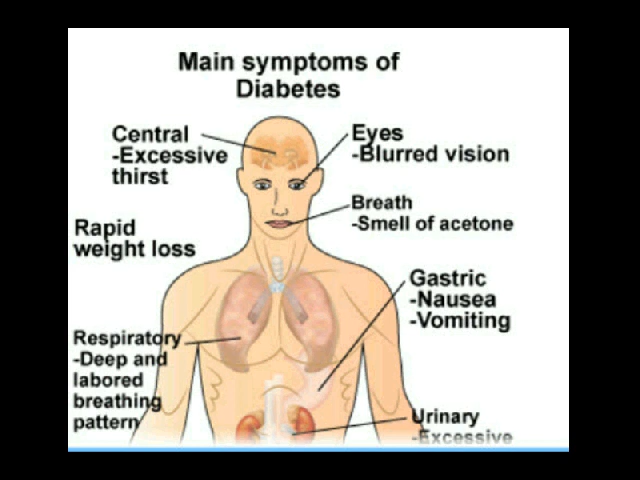 Main symptoms of
Diabetes
Central
-Excessive
thirst
Eyes
-Blurred vision
Breath
-Smell of acetone
Rapid
weight loss
Gastric
-Nausea
-Vomiting
Respiratory
-Deep and
labored
breathing
pattern
Urinary
-Excessive